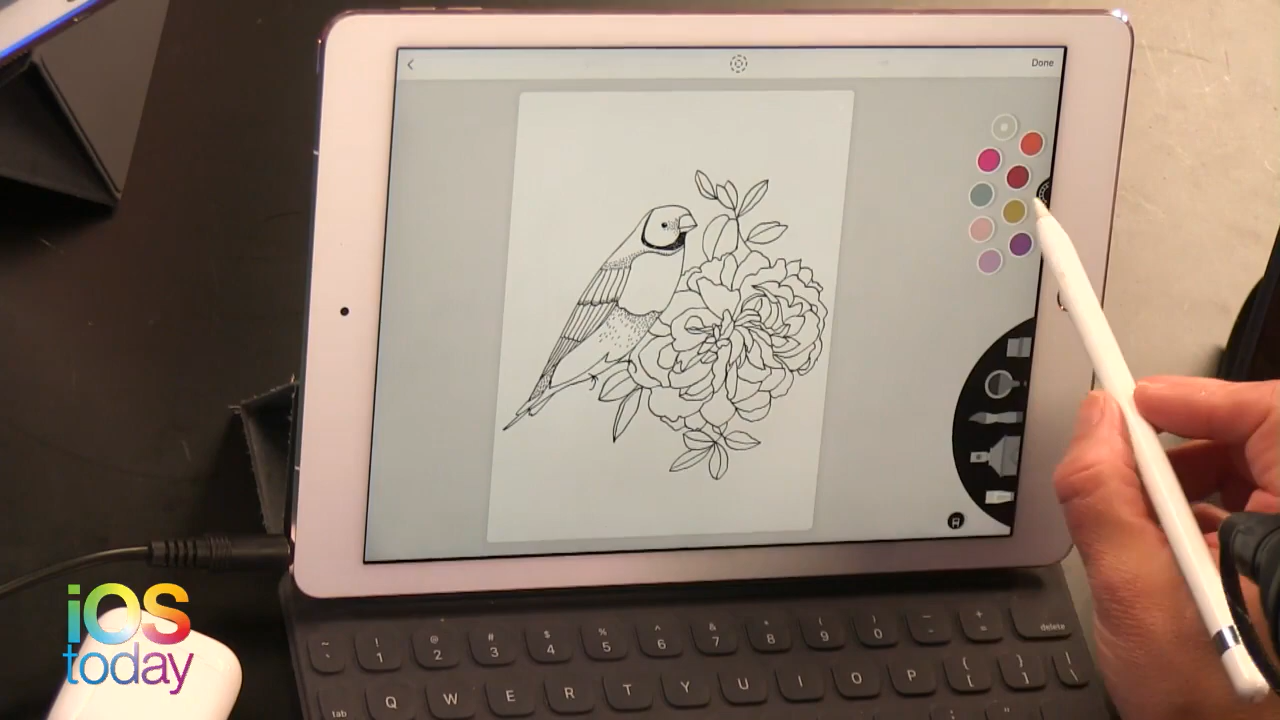 Done
~ ` ! 1 @ 2 # 3 $ 4 % 5 ^ 6 & 7 * 8 ( 9 ) 0 _ - + = delete
tab Q W E R T Y U I O P { [ } ] | \
iOS
today